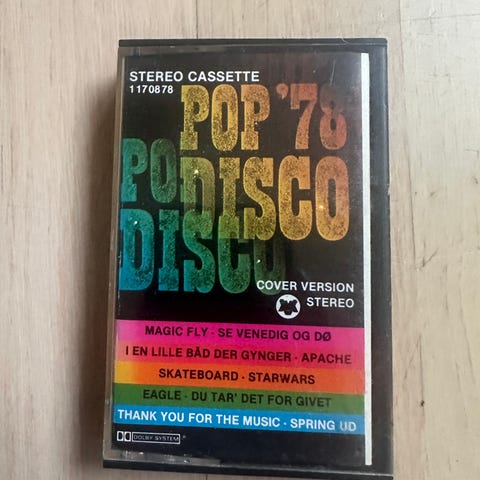 STEREO CASSETTE
1170878
POP '78
PO DISCO
DISCO
COVER VERSION
STEREO
MAGIC FLY · SE VENEDIG OG DØ
I EN LILLE BÅD DER GYNGER · APACHE
SKATEBOARD · STARWARS
EAGLE · DU TAR' DET FOR GIVET
THANK YOU FOR THE MUSIC · SPRING UD
DOLBY SYSTEM